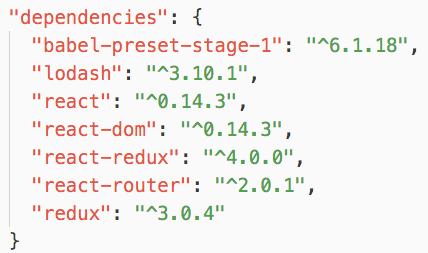 "dependencies": {
"babel-preset-stage-1": "^6.1.18",
"lodash": "^3.10.1",
"react": "^0.14.3",
"react-dom": "^0.14.3",
"react-redux": "^4.0.0",
"react-router": "^2.0.1",
"redux": "^3.0.4"
}